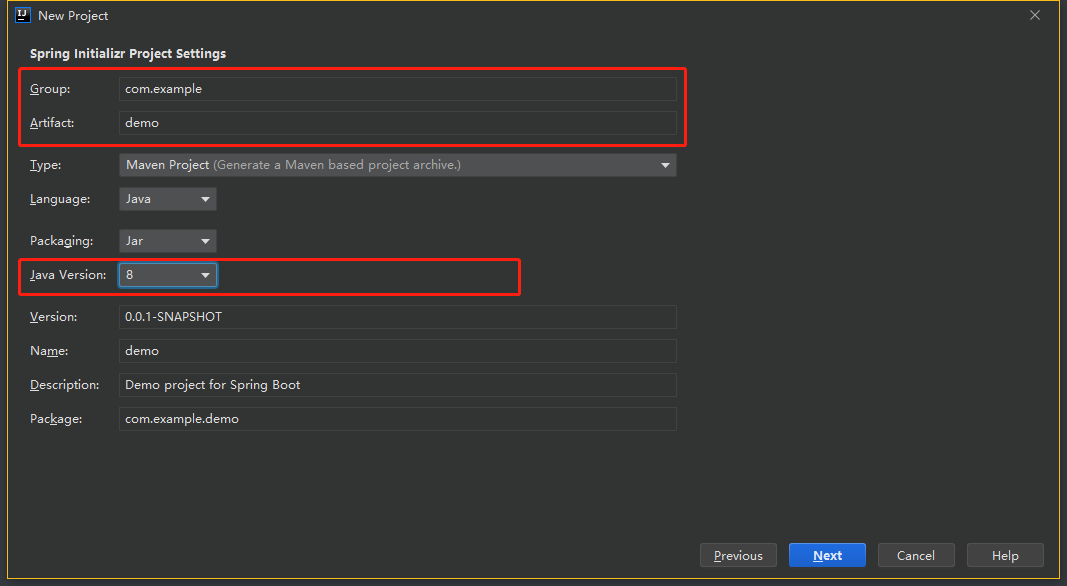 IJ New Project
Spring Initializr Project Settings
Group: com.example
Artifact: demo
Type: Maven Project (Generate a Maven based project archive.)
Language: Java
Packaging: Jar
Java Version: 8
Version: 0.0.1-SNAPSHOT
Name: demo
Description: Demo project for Spring Boot
Package: com.example.demo
Previous Next Cancel Help